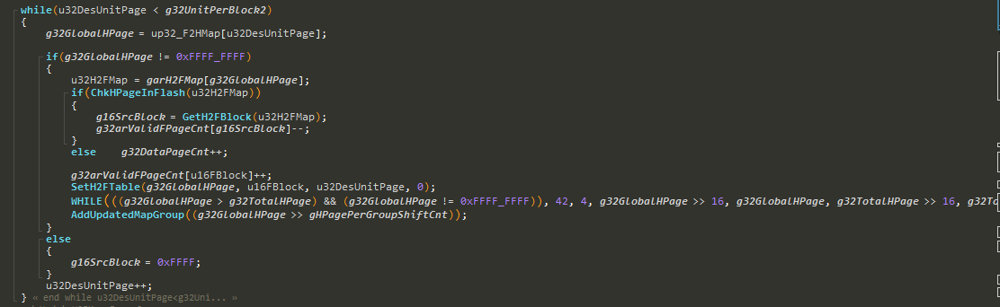 while(u32DesUnitPage < g32UnitPerBlock2)
{
g32GlobalHPage = up32_F2HMap[u32DesUnitPage];
if(g32GlobalHPage != 0xFFFF_FFFF)
{
u32H2FMap = garH2FMap[g32GlobalHPage];
if(ChkHPageInFlash(u32H2FMap))
{
g16SrcBlock = GetH2FBlock(u32H2FMap);
g32arValidFPageCnt[g16SrcBlock]--;
}
else    g32DataPageCnt++;
g32arValidFPageCnt[u16FBlock]++;
SetH2FTable(g32GlobalHPage, u16FBlock, u32DesUnitPage, 0);
WHILE(((g32GlobalHPage > g32TotalHPage) && (g32GlobalHPage != 0xFFFF_FFFF)), 42, 4, g32GlobalHPage >> 16, g32GlobalHPage, g32TotalHPage >> 16, g32To
AddUpdatedMapGroup((g32GlobalHPage >> gHPagePerGroupShiftCnt));
}
else
{
g16SrcBlock = 0xFFFF;
}
u32DesUnitPage++;
} « end while u32DesUnitPage<g32Uni... »